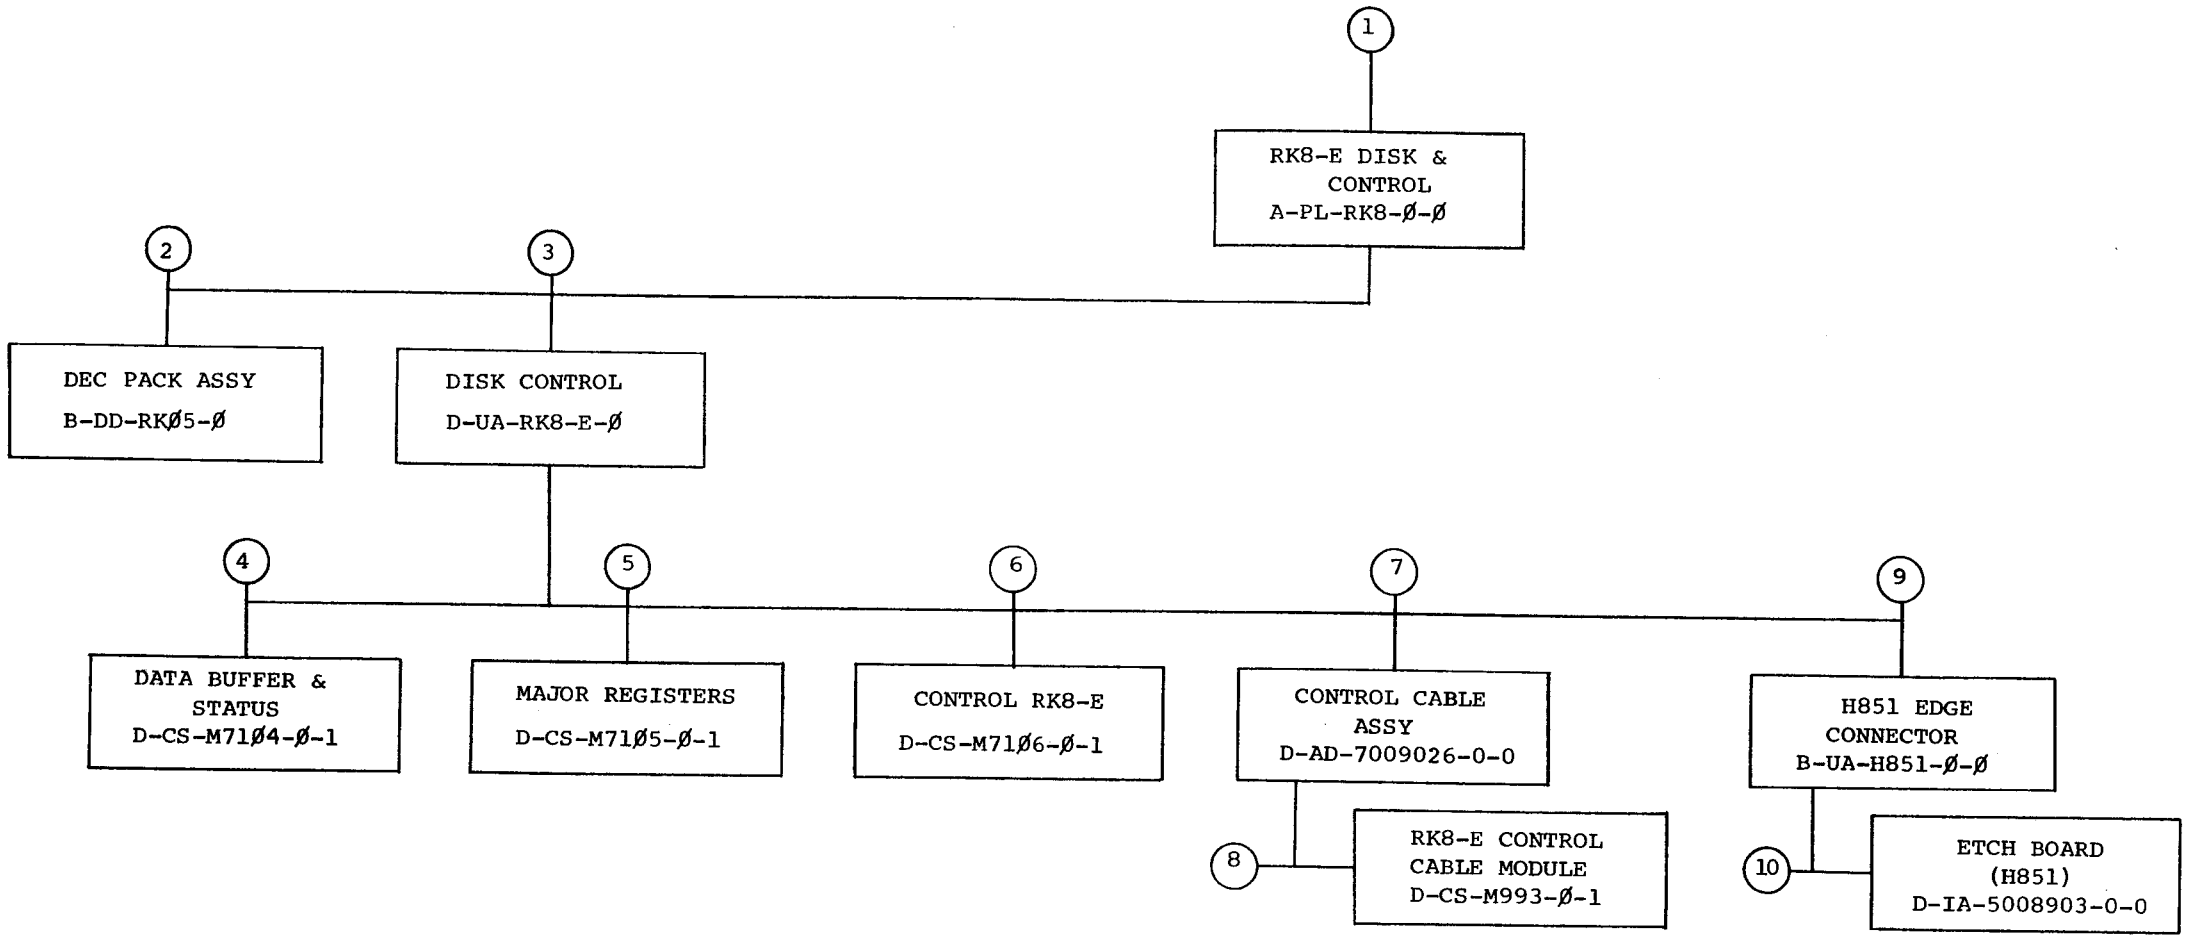 1
RK8-E DISK &
CONTROL
A-PL-RK8-Ø-Ø
2
3
DEC PACK ASSY
B-DD-RKØ5-Ø
DISK CONTROL
D-UA-RK8-E-Ø
4
5
6
7
9
DATA BUFFER &
STATUS
D-CS-M71Ø4-Ø-1
MAJOR REGISTERS
D-CS-M71Ø5-Ø-1
CONTROL RK8-E
D-CS-M71Ø6-Ø-1
CONTROL CABLE
ASSY
D-AD-7009026-0-0
H851 EDGE
CONNECTOR
B-UA-H851-Ø-Ø
8
RK8-E CONTROL
CABLE MODULE
D-CS-M993-Ø-1
10
ETCH BOARD
(H851)
D-IA-5008903-0-0